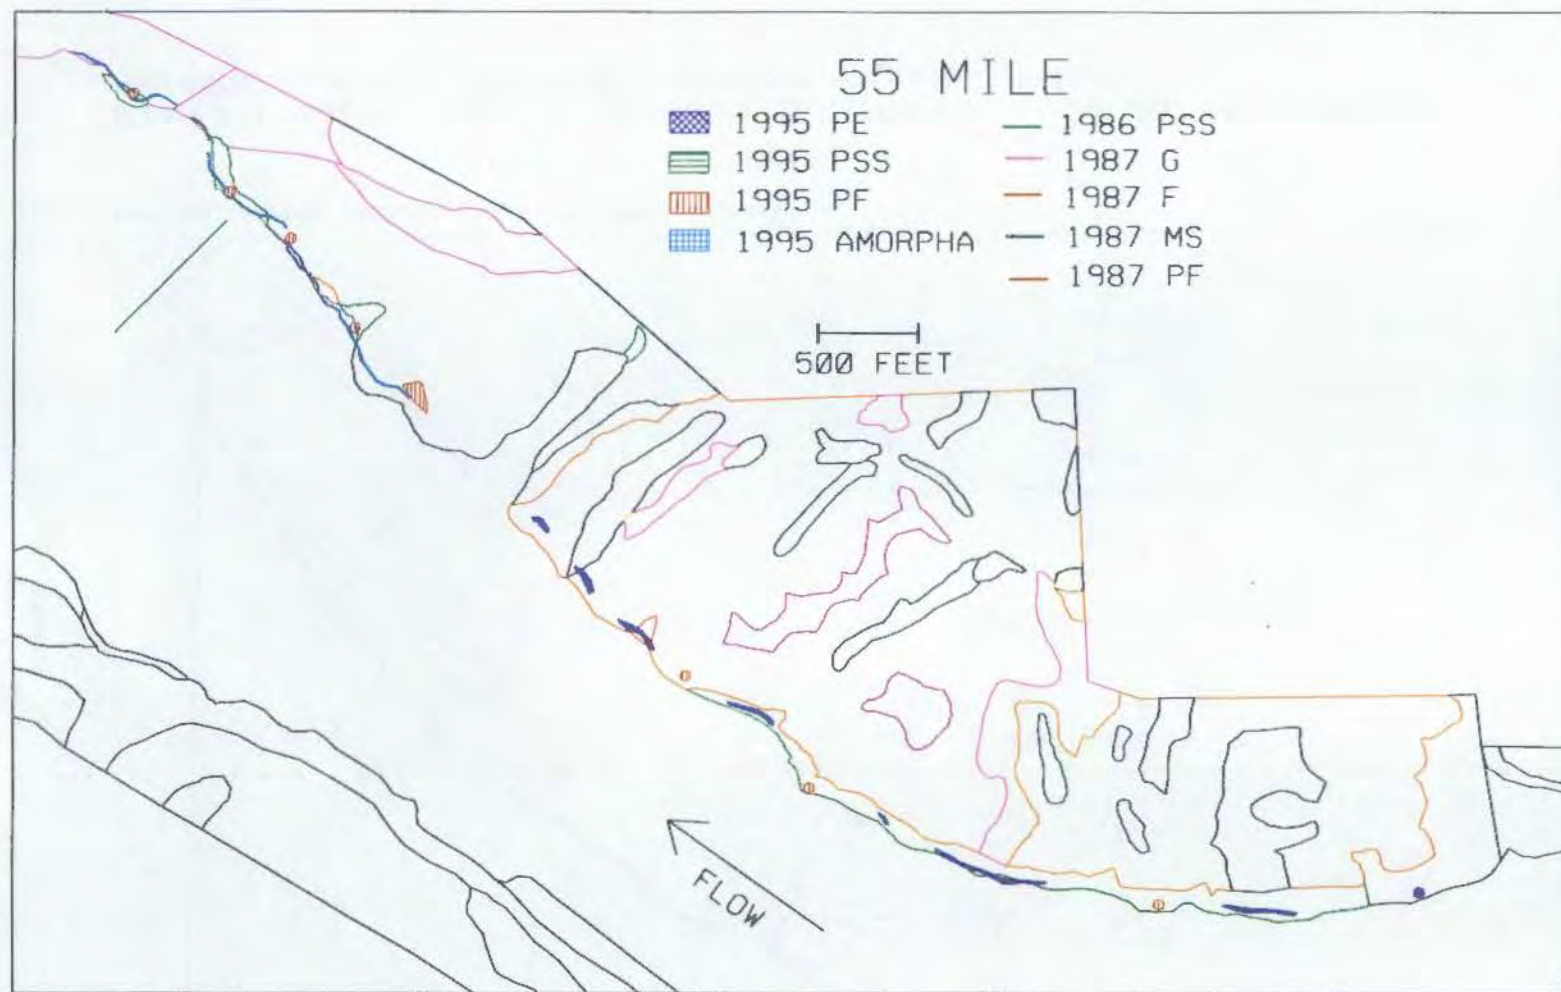 55 MILE
1995 PE
1995 PSS
1995 PF
1995 AMORPHA
1986 PSS
1987 G
1987 F
1987 MS
1987 PF
500 FEET
FLOW